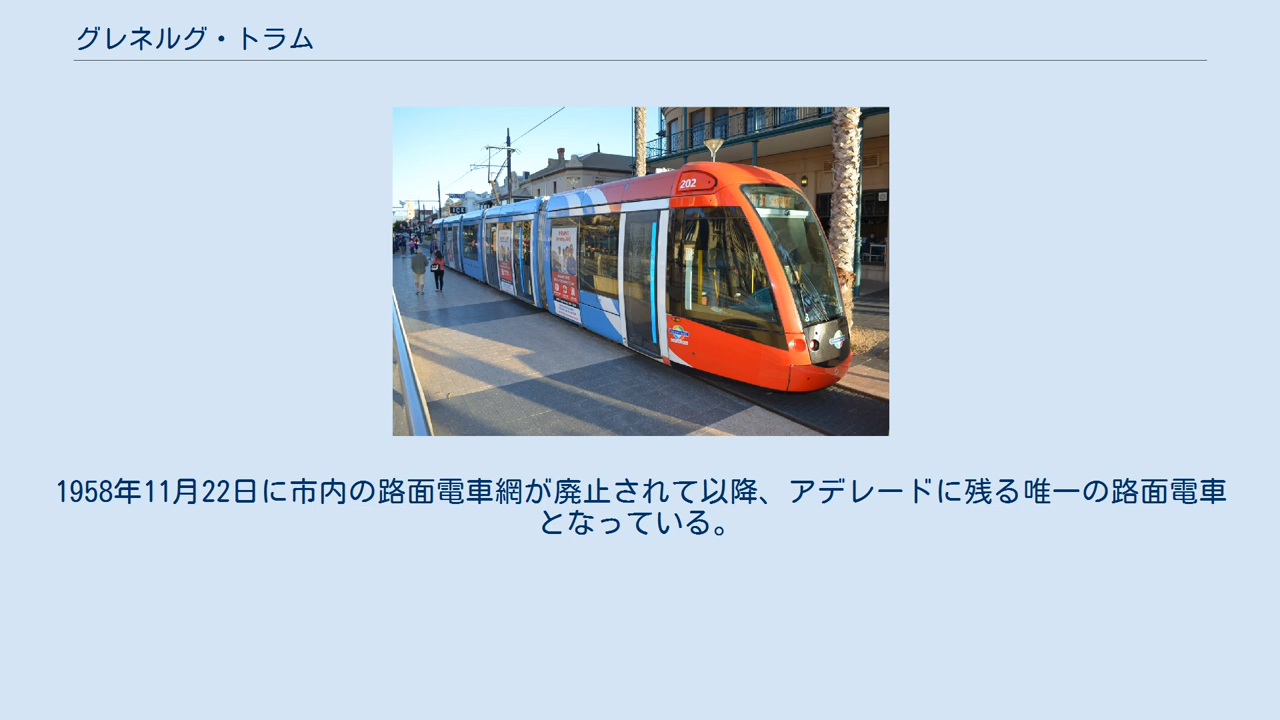 グレネルグ・トラム
202
1958年11月22日に市内の路面電車網が廃止されて以降、アデレードに残る唯一の路面電車
となっている。